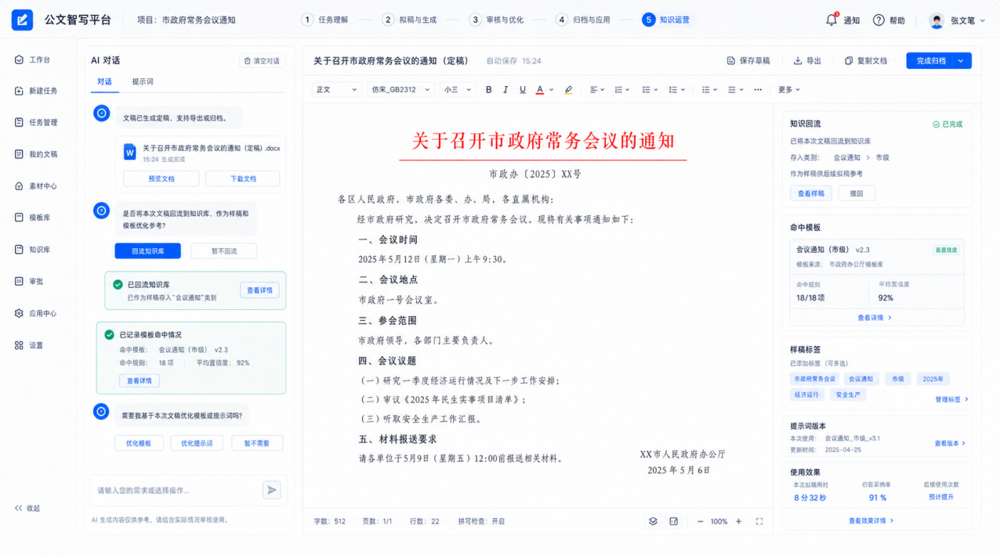 公文智写平台
项目：市政府常务会议通知
1 任务理解
2 拟稿与生成
3 审核与优化
4 归档与应用
5 知识运营
3
通知
帮助
张文笔
工作台
新建任务
任务管理
我的文稿
素材中心
模板库
知识库
审批
应用中心
设置
收起
AI 对话
清空对话
对话 提示词
文稿已生成定稿，支持导出或归档。
W
关于召开市政府常务会议的通知（定稿）.docx
15:24 生成完成
预览文档 下载文档
是否将本次文稿回流到知识库，作为样稿和
模板优化参考？
回流知识库 暂不回流
已回流知识库
已作为样稿存入“会议通知”类别
查看详情
已记录模板命中情况
命中模板： 会议通知（市级） v2.3
命中规则： 18 项 平均置信度： 92%
查看详情
需要我基于本次文稿优化模板或提示词吗？
优化模板 优化提示词 暂不需要
请输入您的需求或选择操作...
AI 生成内容仅供参考，请结合实际情况审核使用。
关于召开市政府常务会议的通知（定稿） 自动保存 15:24
保存草稿 导出 复制文档 完成归档
正文 仿宋_GB2312 小三 B I U A 更多
关于召开市政府常务会议的通知
市政办〔2025〕XX号
各区人民政府，市政府各委、办、局，各直属机构：
经市政府研究，决定召开市政府常务会议。现将有关事项通知如下：
一、会议时间
2025年5月12日（星期一）上午9:30。
二、会议地点
市政府一号会议室。
三、参会范围
市政府领导，各部门主要负责人。
四、会议议题
（一）研究一季度经济运行情况及下一步工作安排；
（二）审议《2025年民生实事项目清单》；
（三）听取安全生产工作汇报。
五、材料报送要求
请各单位于5月9日（星期五）12:00前报送相关材料。
XX市人民政府办公厅
2025 年 5 月 6日
字数：512 页数：1/1 行数：22 拼写检查：开启
100%
知识回流 已完成
已将本次文稿回流到知识库
存入类别： 会议通知 > 市级
作为样稿供后续拟稿参考
查看样稿 撤回
命中模板
会议通知（市级） v2.3 高置信度
模板来源： 市政府办公厅模板库
命中规则 平均置信度
18/18项 92%
查看详情
样稿标签
已添加标签（可多选）
市政府常务会议 会议通知 市级 2025年
经济运行 安全生产
管理标签
提示词版本
本次使用： 会议通知_市级_v3.1
更新时间： 2025-04-25
查看版本
使用效果
本次拟稿用时
8 分 32 秒
内容采纳率
91 %
后续使用次数
预计提升
查看效果详情